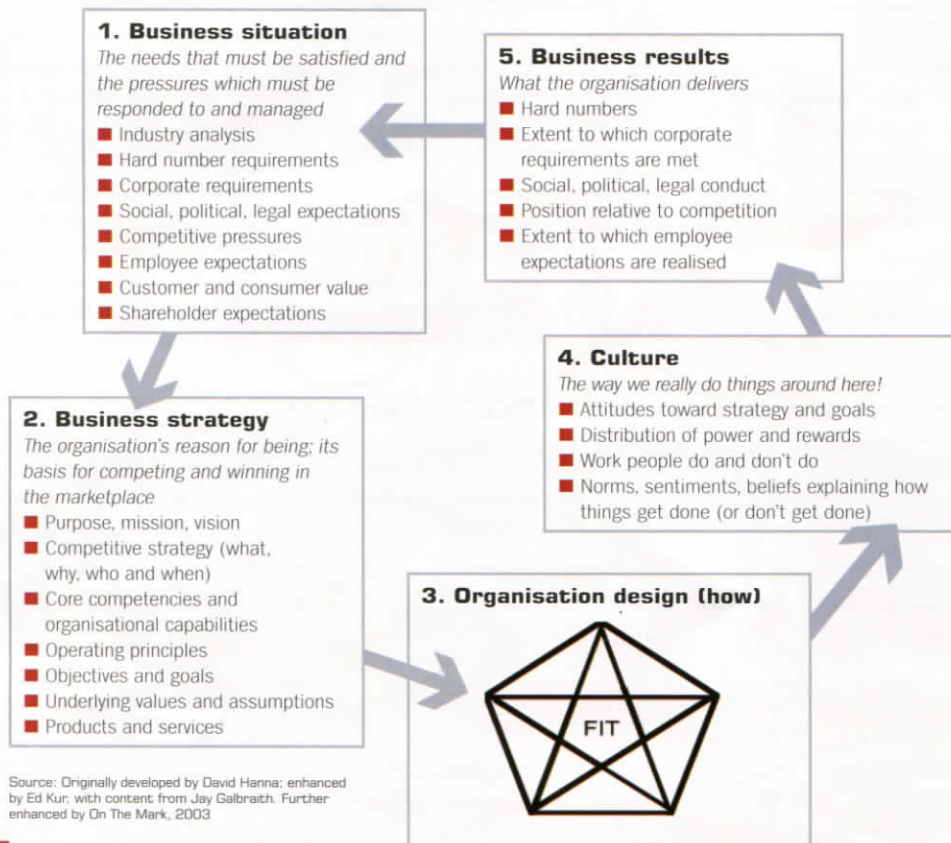 1. Business situation
The needs that must be satisfied and
the pressures which must be
responded to and managed
■ Industry analysis
■ Hard number requirements
■ Corporate requirements
■ Social, political, legal expectations
■ Competitive pressures
■ Employee expectations
■ Customer and consumer value
■ Shareholder expectations
2. Business strategy
The organisation's reason for being; its
basis for competing and winning in
the marketplace
■ Purpose, mission, vision
■ Competitive strategy (what,
why, who and when)
■ Core competencies and
organisational capabilities
■ Operating principles
■ Objectives and goals
■ Underlying values and assumptions
■ Products and services
3. Organisation design (how)
FIT
4. Culture
The way we really do things around here!
■ Attitudes toward strategy and goals
■ Distribution of power and rewards
■ Work people do and don't do
■ Norms, sentiments, beliefs explaining how
things get done (or don't get done)
5. Business results
What the organisation delivers
■ Hard numbers
■ Extent to which corporate
requirements are met
■ Social, political, legal conduct
■ Position relative to competition
■ Extent to which employee
expectations are realised
Source: Originally developed by David Hanna; enhanced
by Ed Kur, with content from Jay Galbraith. Further
enhanced by On The Mark, 2003